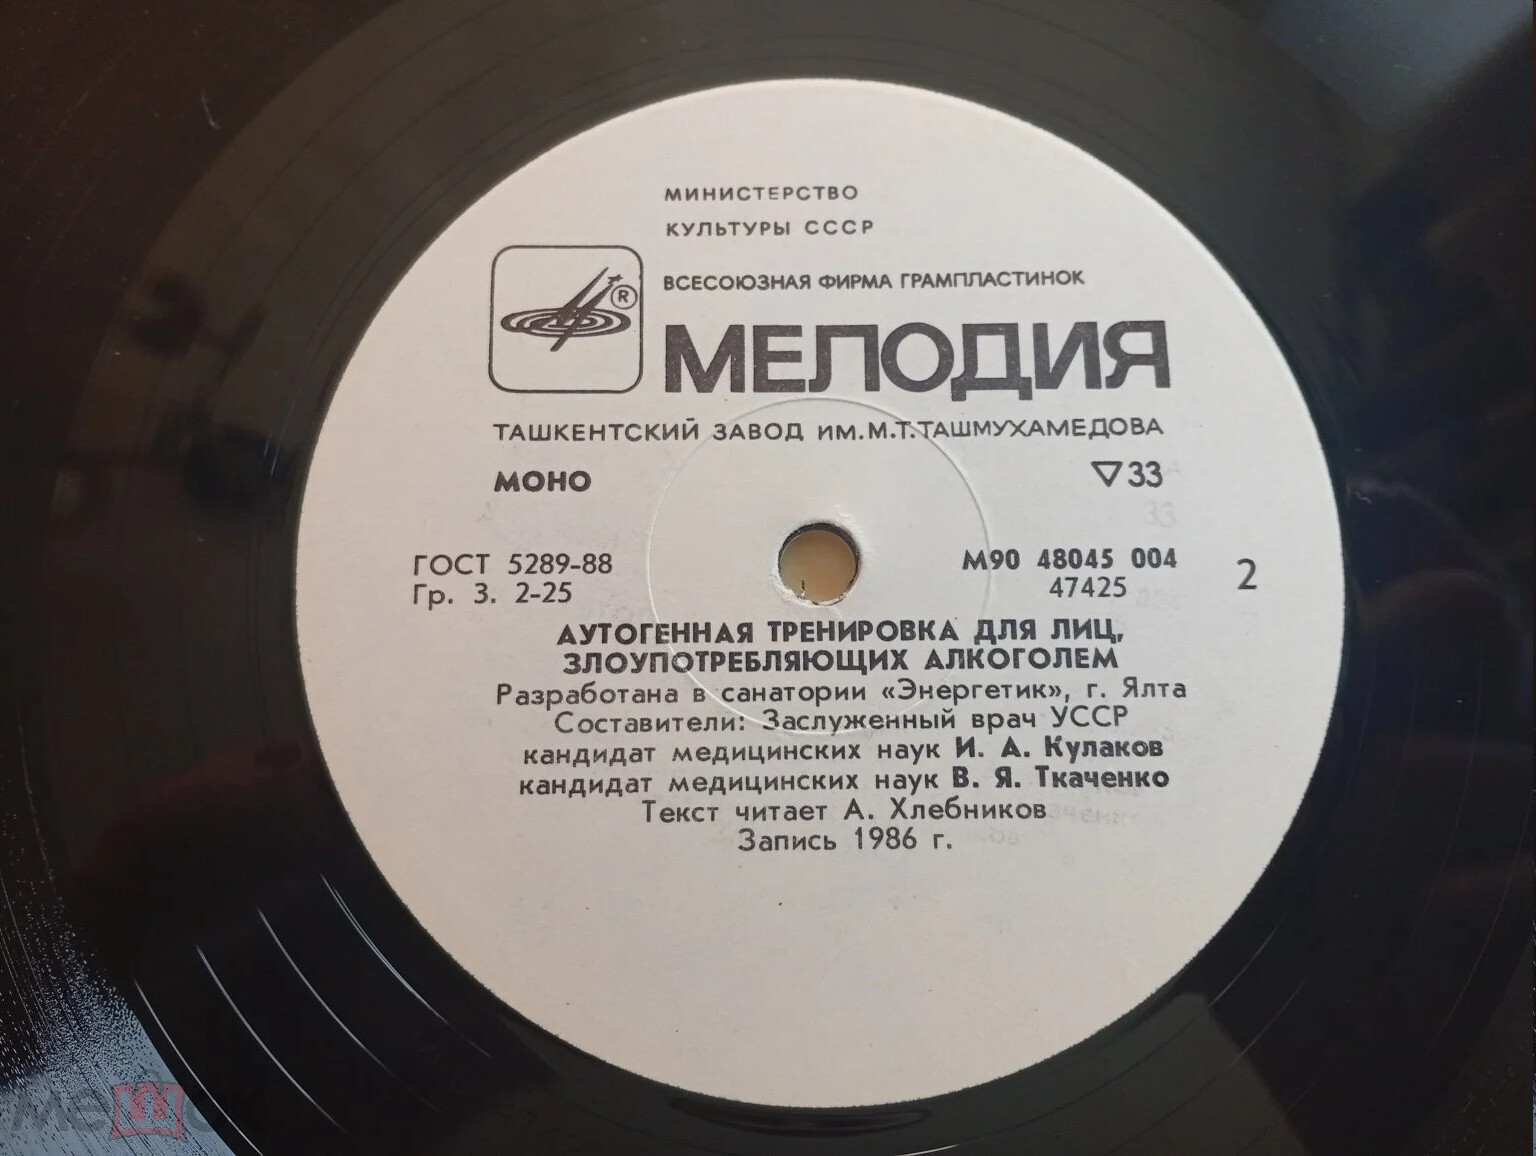 МИНИСТЕРСТВО
КУЛЬТУРЫ СССР
ВСЕСОЮЗНАЯ ФИРМА ГРАМПЛАСТИНОК
®
МЕЛОДИЯ
ТАШКЕНТСКИЙ ЗАВОД ИМ.М.Т.ТАШМУХАМЕДОВА
МОНО
▽33
ГОСТ 5289-88
Гр. 3. 2-25
М90 48045 004
47425
2
АУТОГЕННАЯ ТРЕНИРОВКА ДЛЯ ЛИЦ,
ЗЛОУПОТРЕБЛЯЮЩИХ АЛКОГОЛЕМ
Разработана в санатории «Энергетик», г. Ялта
Составители: Заслуженный врач УССР
кандидат медицинских наук И. А. Кулаков
кандидат медицинских наук В. Я. Ткаченко
Текст читает А. Хлебников
Запись 1986 г.
мешок